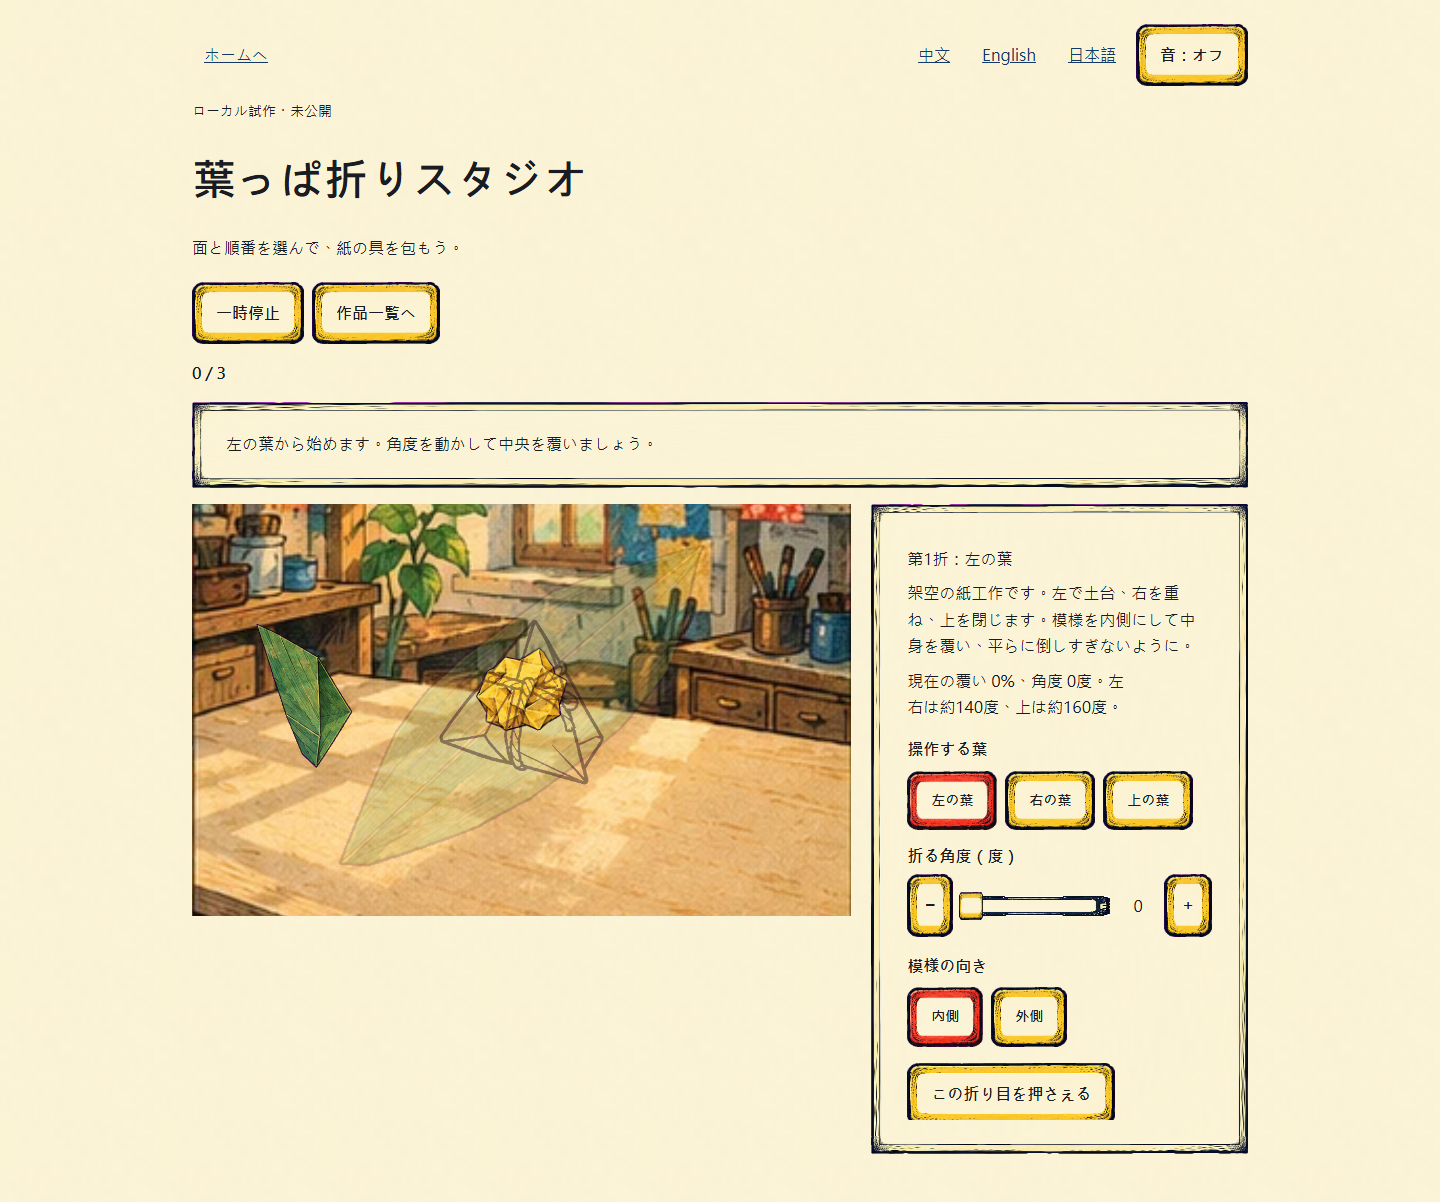 ホームへ
中文 English 日本語 音：オフ
ローカル試作・未公開
葉っぱ折りスタジオ
面と順番を選んで、紙の具を包もう。
一時停止 作品一覧へ
0 / 3
左の葉から始めます。角度を動かして中央を覆いましょう。
第1折：左の葉
架空の紙工作です。左で土台、右を重
ね、上を閉じます。模様を内側にして中
身を覆い、平らに倒しすぎないように。
現在の覆い 0%、角度 0度。左
右は約140度、上は約160度。
操作する葉
左の葉 右の葉 上の葉
折る角度（度）
− 0 +
模様の向き
内側 外側
この折り目を押さえる